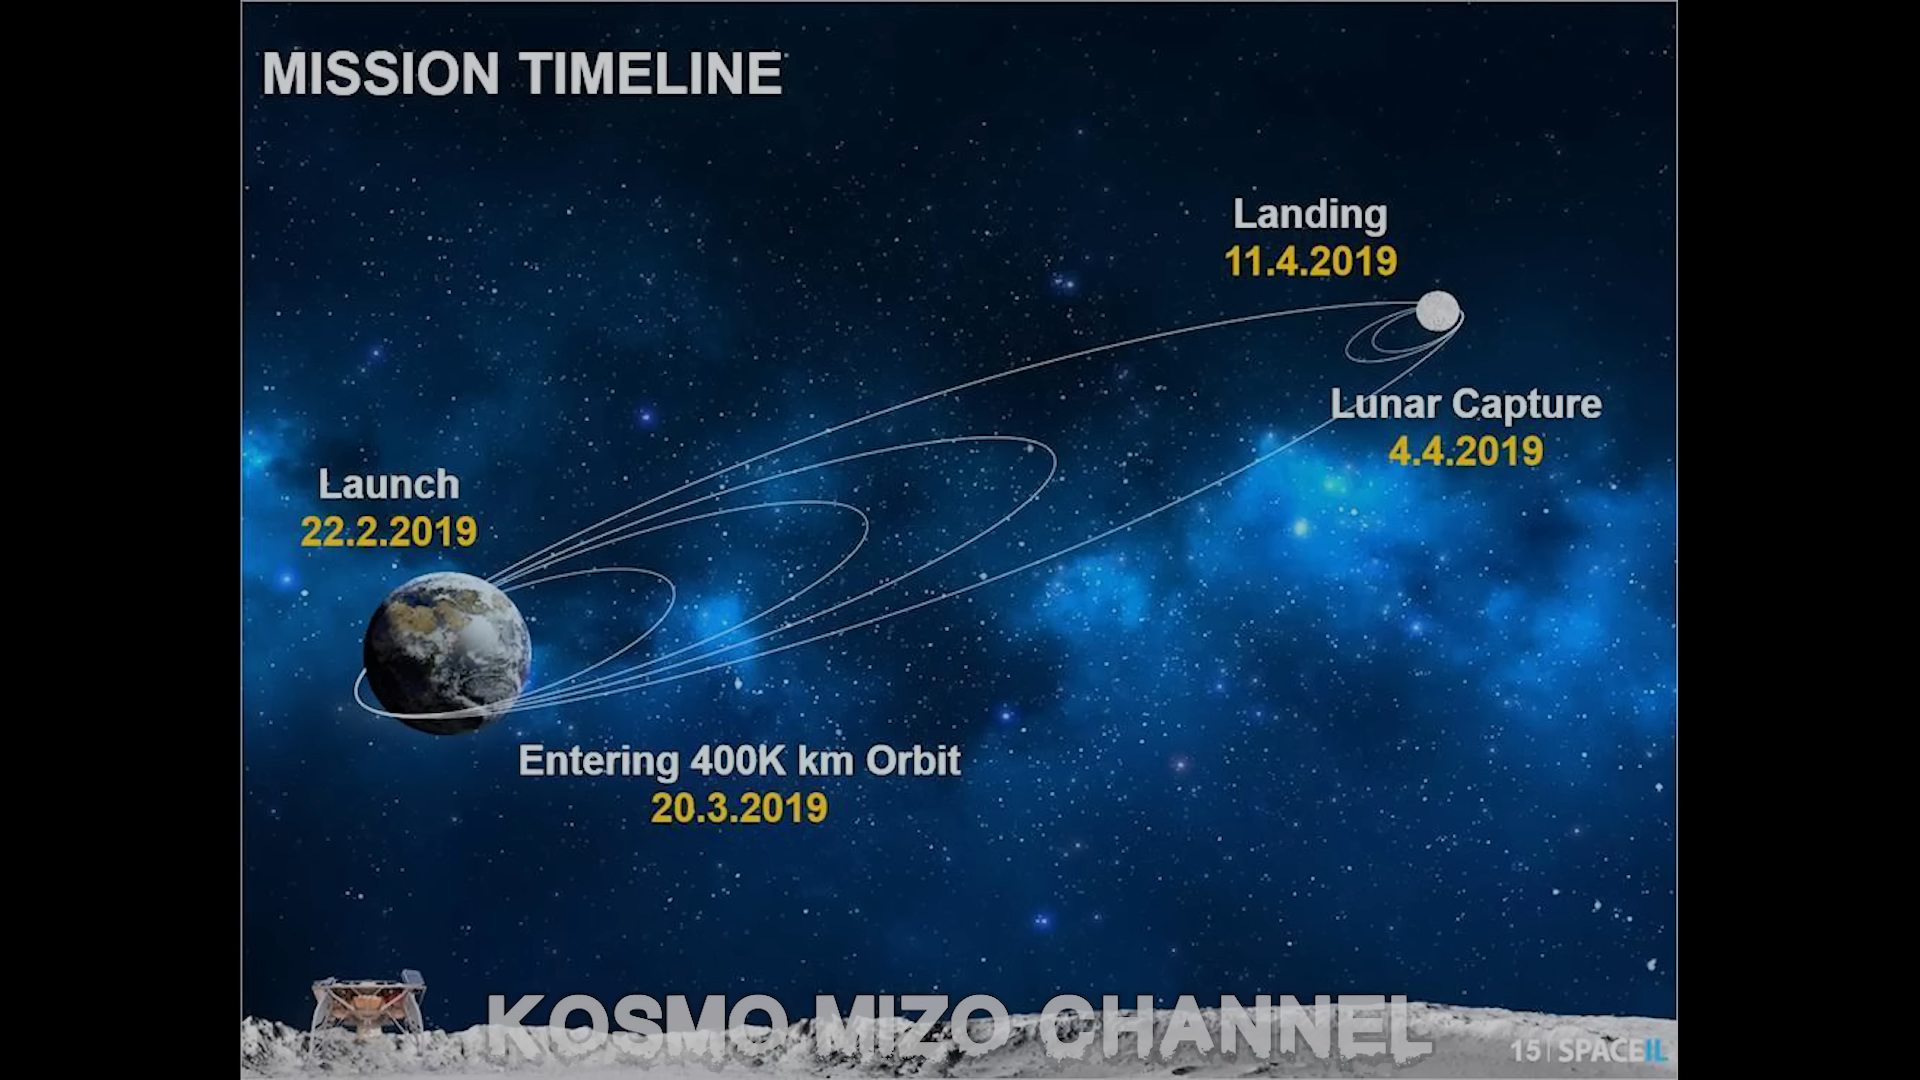 MISSION TIMELINE
Landing
11.4.2019
Lunar Capture
4.4.2019
Launch
22.2.2019
Entering 400K km Orbit
20.3.2019
KOSMO MIZO CHANNEL
15 | SPACEIL